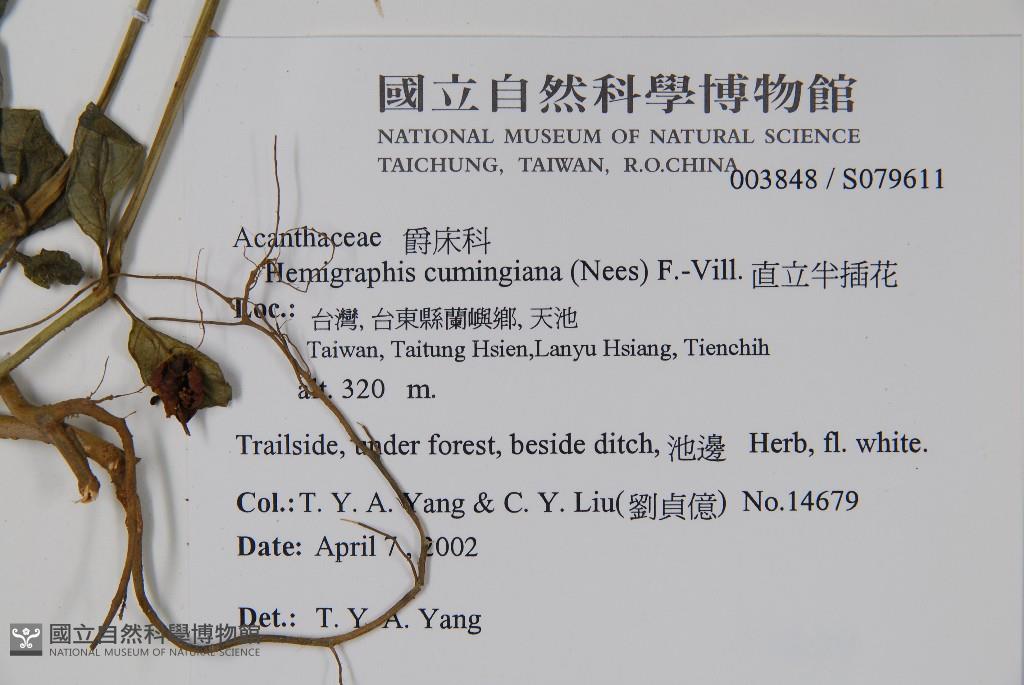 國立自然科學博物館
NATIONAL MUSEUM OF NATURAL SCIENCE
TAICHUNG, TAIWAN, R.O.CHINA
003848 / S079611
Acanthaceae 爵床科
Hemigraphis cumingiana (Nees) F.-Vill. 直立半插花
Loc.: 台灣, 台東縣蘭嶼鄉, 天池
Taiwan, Taitung Hsien,Lanyu Hsiang, Tienchih
alt. 320 m.
Trailside, under forest, beside ditch, 池邊 Herb, fl. white.
Col.: T. Y. A. Yang & C. Y. Liu(劉貞億) No.14679
Date: April 7 , 2002
Det.: T. Y. A. Yang
國立自然科學博物館
NATIONAL MUSEUM OF NATURAL SCIENCE